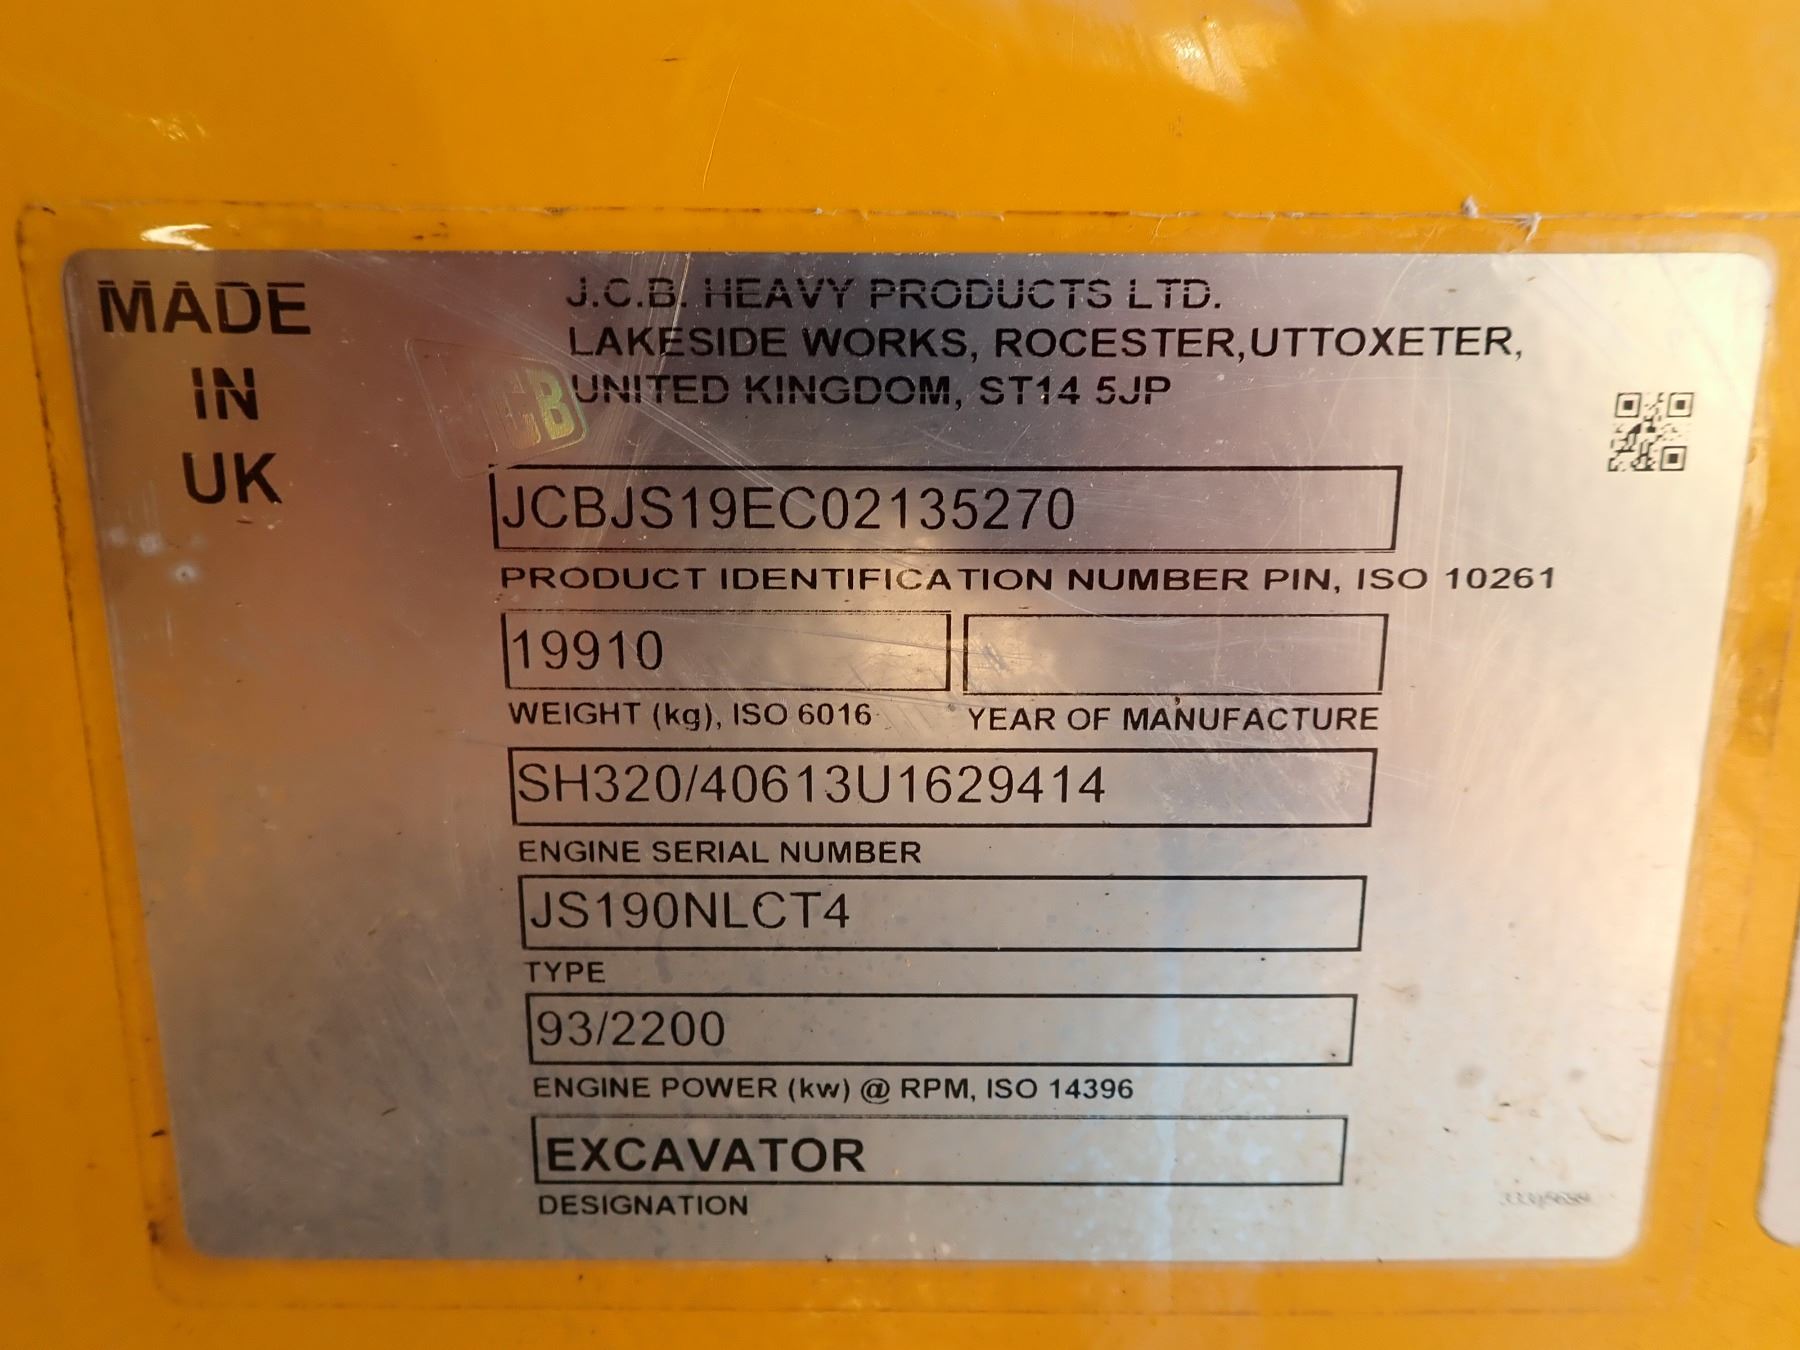 MADE
IN
UK
J.C.B. HEAVY PRODUCTS LTD.
LAKESIDE WORKS, ROCESTER,UTTOXETER,
UNITED KINGDOM, ST14 5JP
JCB
JCBJS19EC02135270
PRODUCT IDENTIFICATION NUMBER PIN, ISO 10261
19910
WEIGHT (kg), ISO 6016
YEAR OF MANUFACTURE
SH320/40613U1629414
ENGINE SERIAL NUMBER
JS190NLCT4
TYPE
93/2200
ENGINE POWER (kw) @ RPM, ISO 14396
EXCAVATOR
DESIGNATION